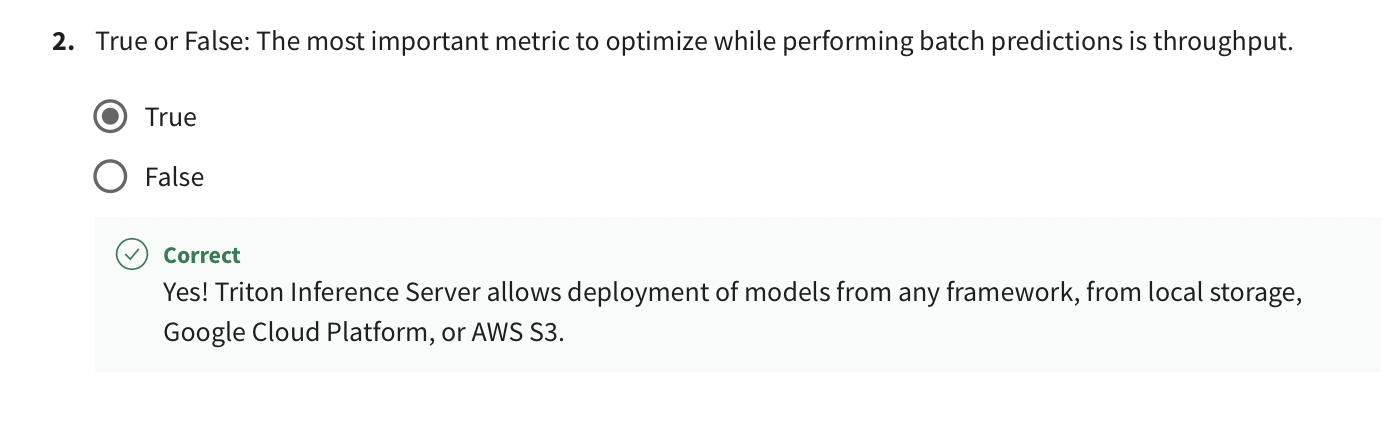 2. True or False: The most important metric to optimize while performing batch predictions is throughput.
True
False
Correct
Yes! Triton Inference Server allows deployment of models from any framework, from local storage,
Google Cloud Platform, or AWS S3.